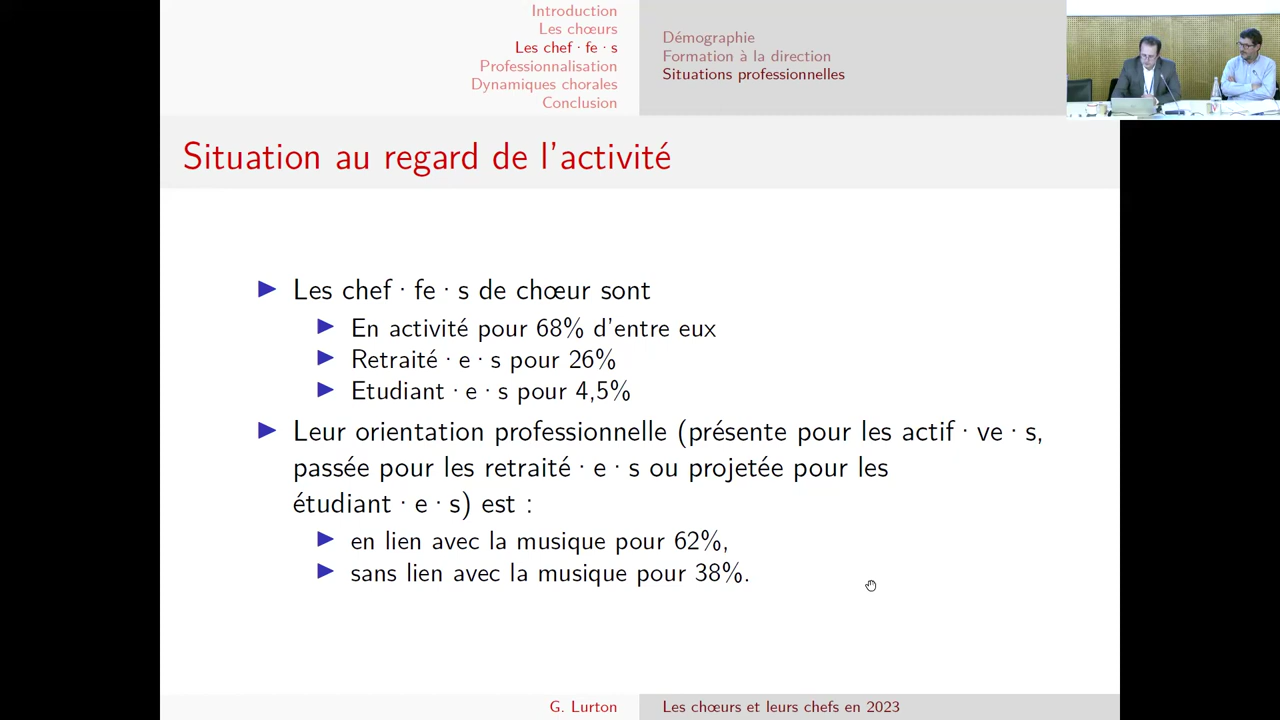 Introduction
Les chœurs
Les chef·fe·s
Professionnalisation
Dynamiques chorales
Conclusion
Démographie
Formation à la direction
Situations professionnelles
Situation au regard de l'activité
Les chef·fe·s de chœur sont
En activité pour 68% d'entre eux
Retraité·e·s pour 26%
Etudiant·e·s pour 4,5%
Leur orientation professionnelle (présente pour les actif·ve·s,
passée pour les retraité·e·s ou projetée pour les
étudiant·e·s) est :
en lien avec la musique pour 62%,
sans lien avec la musique pour 38%.
G. Lurton
Les chœurs et leurs chefs en 2023